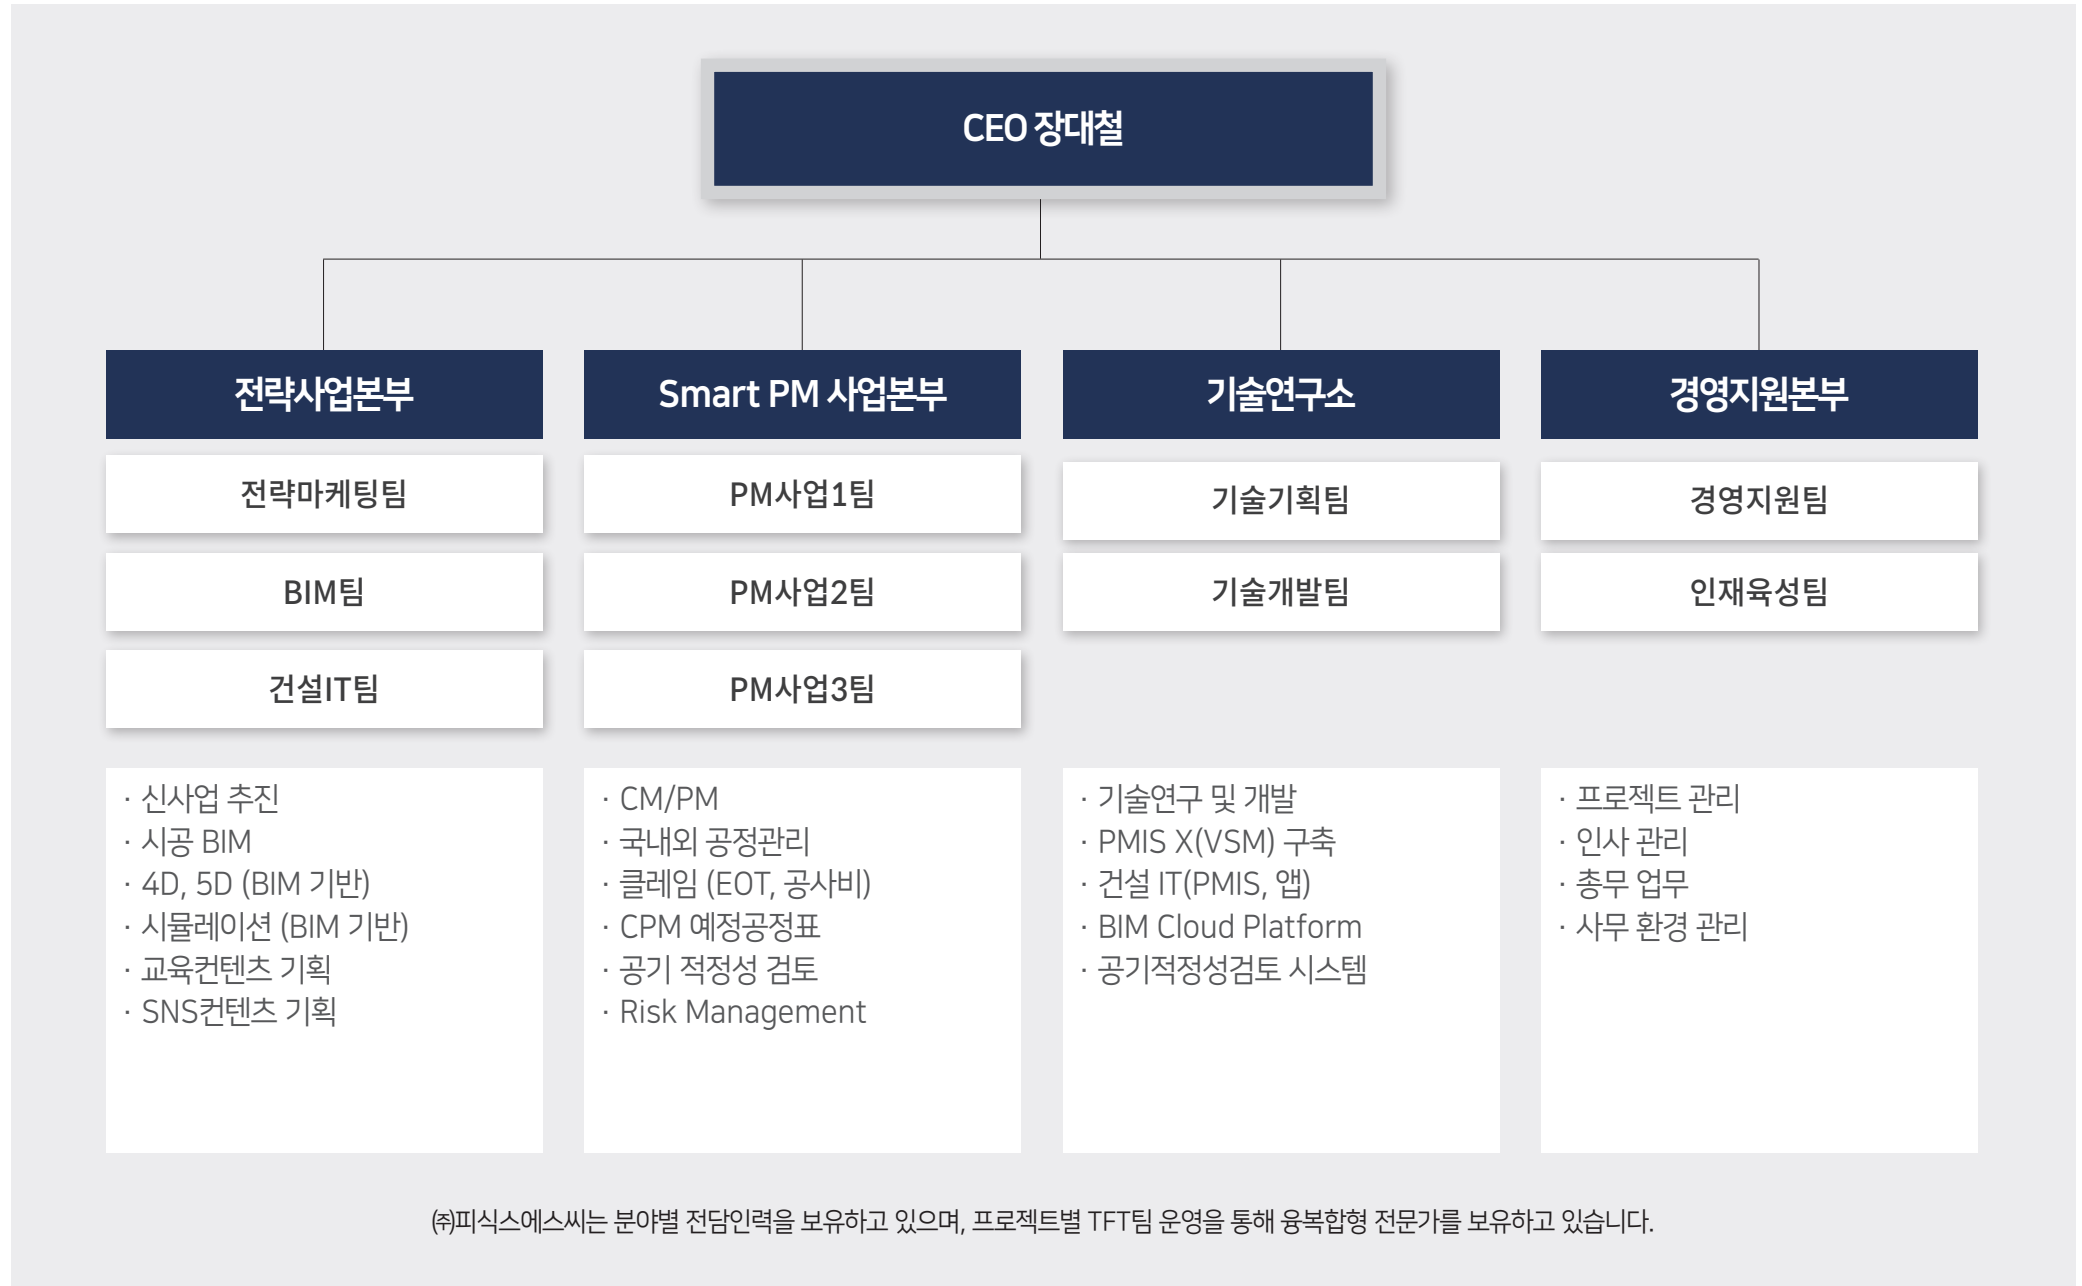 CEO 장대철
전략사업본부
전략마케팅팀
BIM팀
건설IT팀
· 신사업 추진
· 시공 BIM
· 4D, 5D (BIM 기반)
· 시뮬레이션 (BIM 기반)
· 교육컨텐츠 기획
· SNS컨텐츠 기획
Smart PM 사업본부
PM사업1팀
PM사업2팀
PM사업3팀
· CM/PM
· 국내외 공정관리
· 클레임 (EOT, 공사비)
· CPM 예정공정표
· 공기 적정성 검토
· Risk Management
기술연구소
기술기획팀
기술개발팀
· 기술연구 및 개발
· PMIS X(VSM) 구축
· 건설 IT(PMIS, 앱)
· BIM Cloud Platform
· 공기적정성검토 시스템
경영지원본부
경영지원팀
인재육성팀
· 프로젝트 관리
· 인사 관리
· 총무 업무
· 사무 환경 관리
㈜피식스에스씨는 분야별 전담인력을 보유하고 있으며, 프로젝트별 TFT팀 운영을 통해 융복합형 전문가를 보유하고 있습니다.